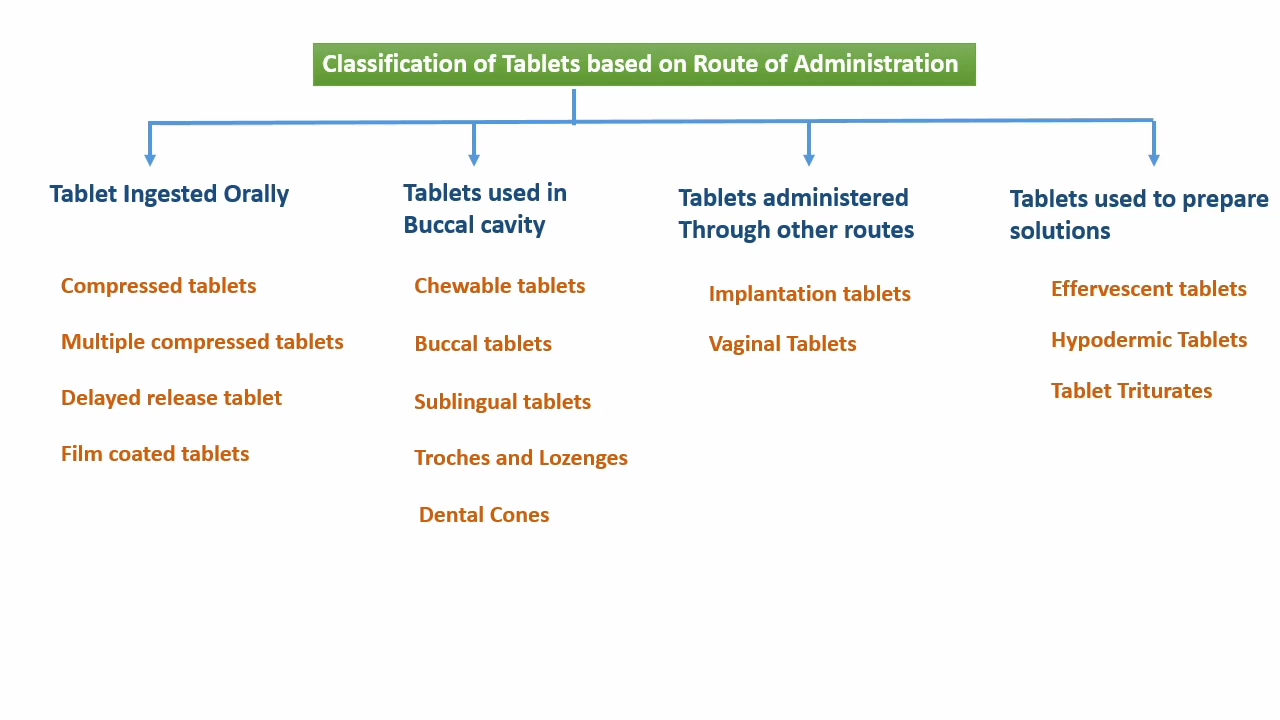 Classification of Tablets based on Route of Administration
Tablet Ingested Orally
Compressed tablets
Multiple compressed tablets
Delayed release tablet
Film coated tablets
Tablets used in
Buccal cavity
Chewable tablets
Buccal tablets
Sublingual tablets
Troches and Lozenges
Dental Cones
Tablets administered
Through other routes
Implantation tablets
Vaginal Tablets
Tablets used to prepare
solutions
Effervescent tablets
Hypodermic Tablets
Tablet Triturates